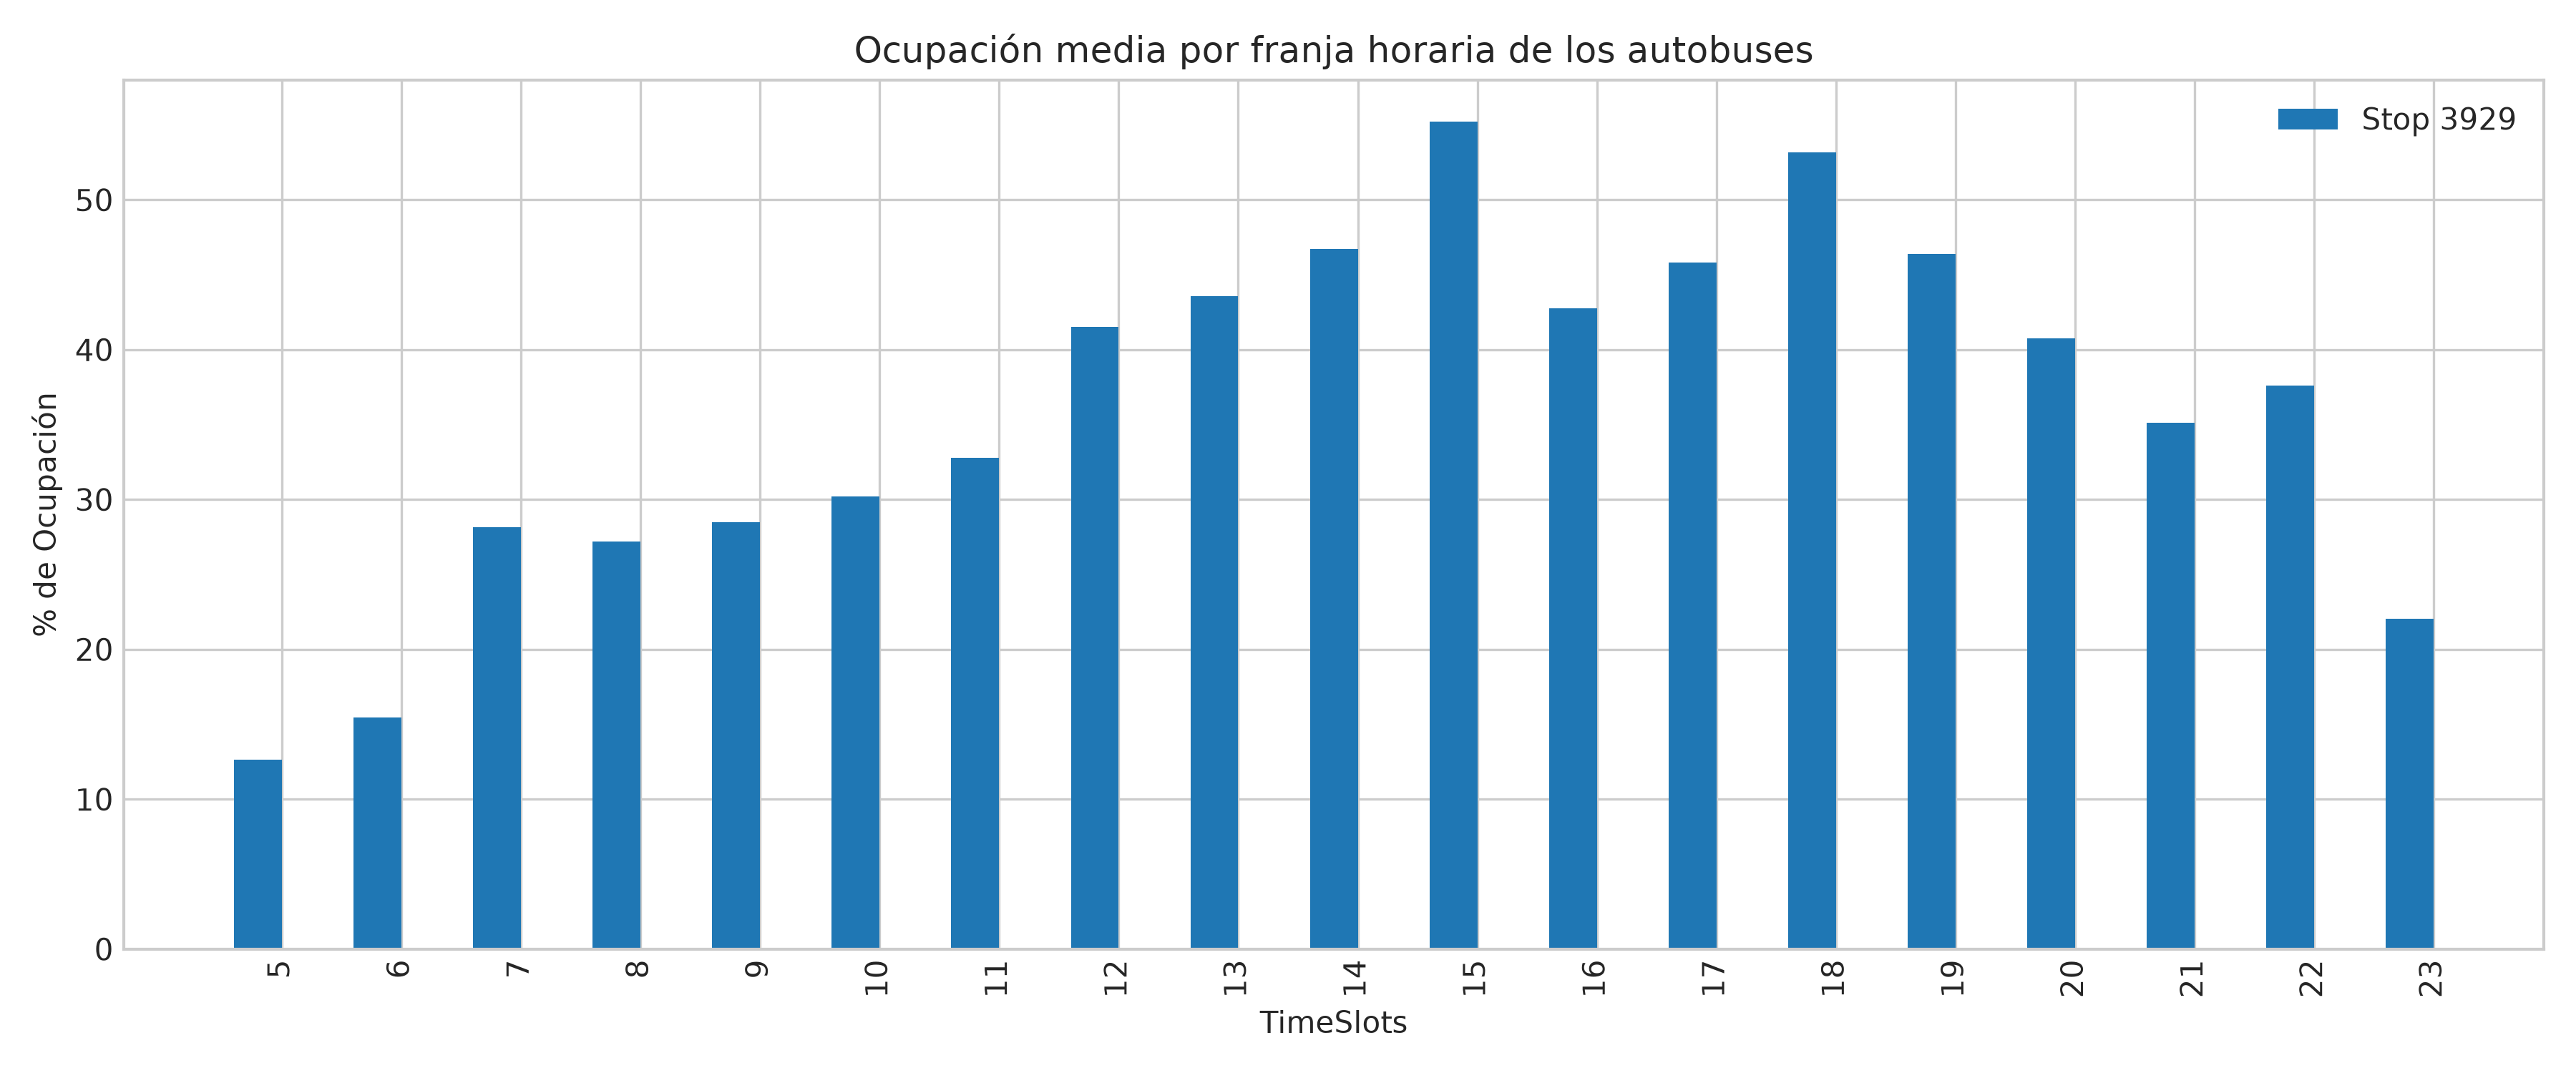 Ocupación media por franja horaria de los autobuses
Stop 3929
% de Ocupación
50
40
30
20
10
0
5 6 7 8 9 10 11 12 13 14 15 16 17 18 19 20 21 22 23
TimeSlots